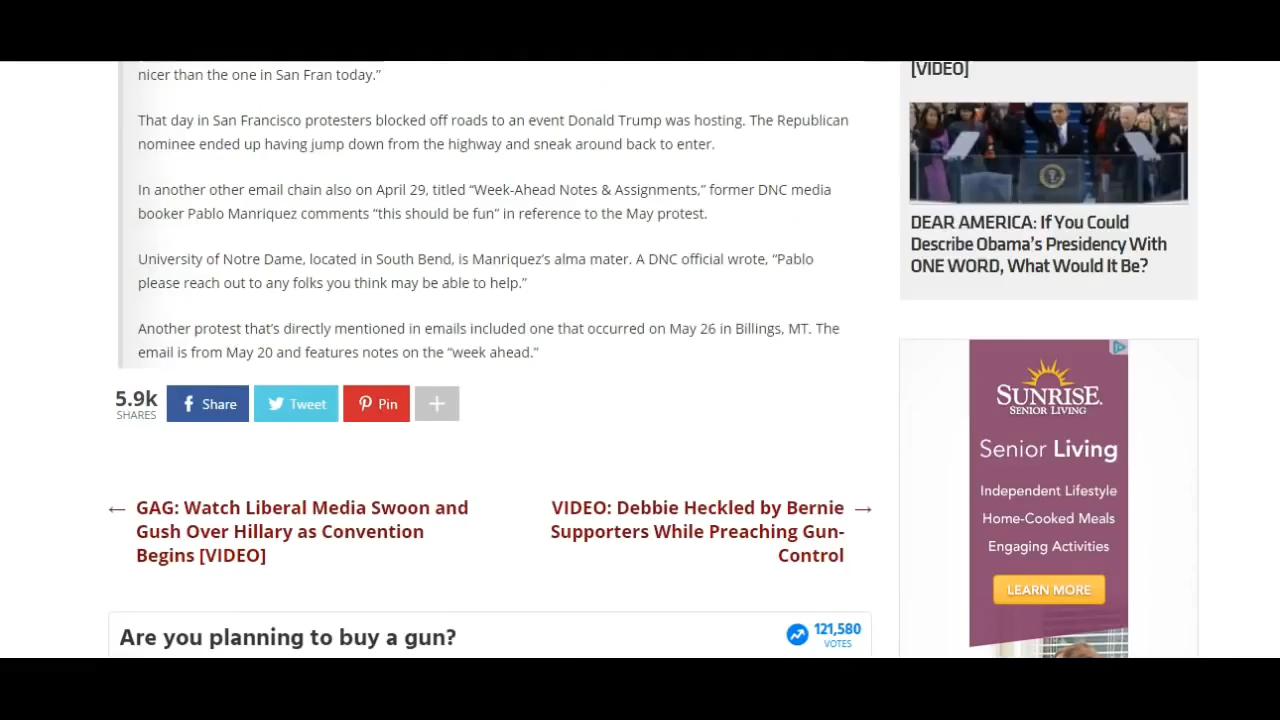 nicer than the one in San Fran today.”
That day in San Francisco protesters blocked off roads to an event Donald Trump was hosting. The Republican
nominee ended up having jump down from the highway and sneak around back to enter.
In another other email chain also on April 29, titled “Week-Ahead Notes & Assignments,” former DNC media
booker Pablo Manriquez comments “this should be fun” in reference to the May protest.
University of Notre Dame, located in South Bend, is Manriquez’s alma mater. A DNC official wrote, “Pablo
please reach out to any folks you think may be able to help.”
Another protest that’s directly mentioned in emails included one that occurred on May 26 in Billings, MT. The
email is from May 20 and features notes on the “week ahead.”
5.9k
SHARES
Share
Tweet
Pin
← GAG: Watch Liberal Media Swoon and
Gush Over Hillary as Convention
Begins [VIDEO]
VIDEO: Debbie Heckled by Bernie →
Supporters While Preaching Gun-
Control
Are you planning to buy a gun?
121,580
VOTES
[VIDEO]
DEAR AMERICA: If You Could
Describe Obama’s Presidency With
ONE WORD, What Would It Be?
SUNRISE
SENIOR LIVING
Senior Living
Independent Lifestyle
Home-Cooked Meals
Engaging Activities
LEARN MORE